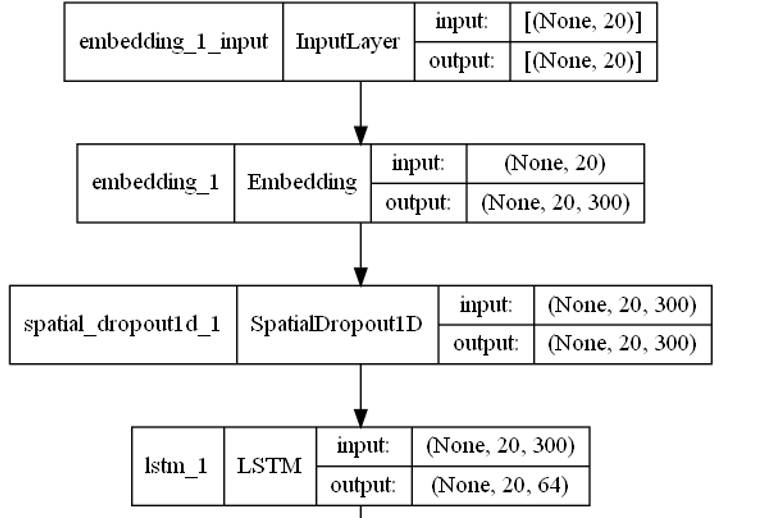 embedding_1_input InputLayer input: [(None, 20)]
output: [(None, 20)]
embedding_1 Embedding input: (None, 20)
output: (None, 20, 300)
spatial_dropout1d_1 SpatialDropout1D input: (None, 20, 300)
output: (None, 20, 300)
lstm_1 LSTM input: (None, 20, 300)
output: (None, 20, 64)